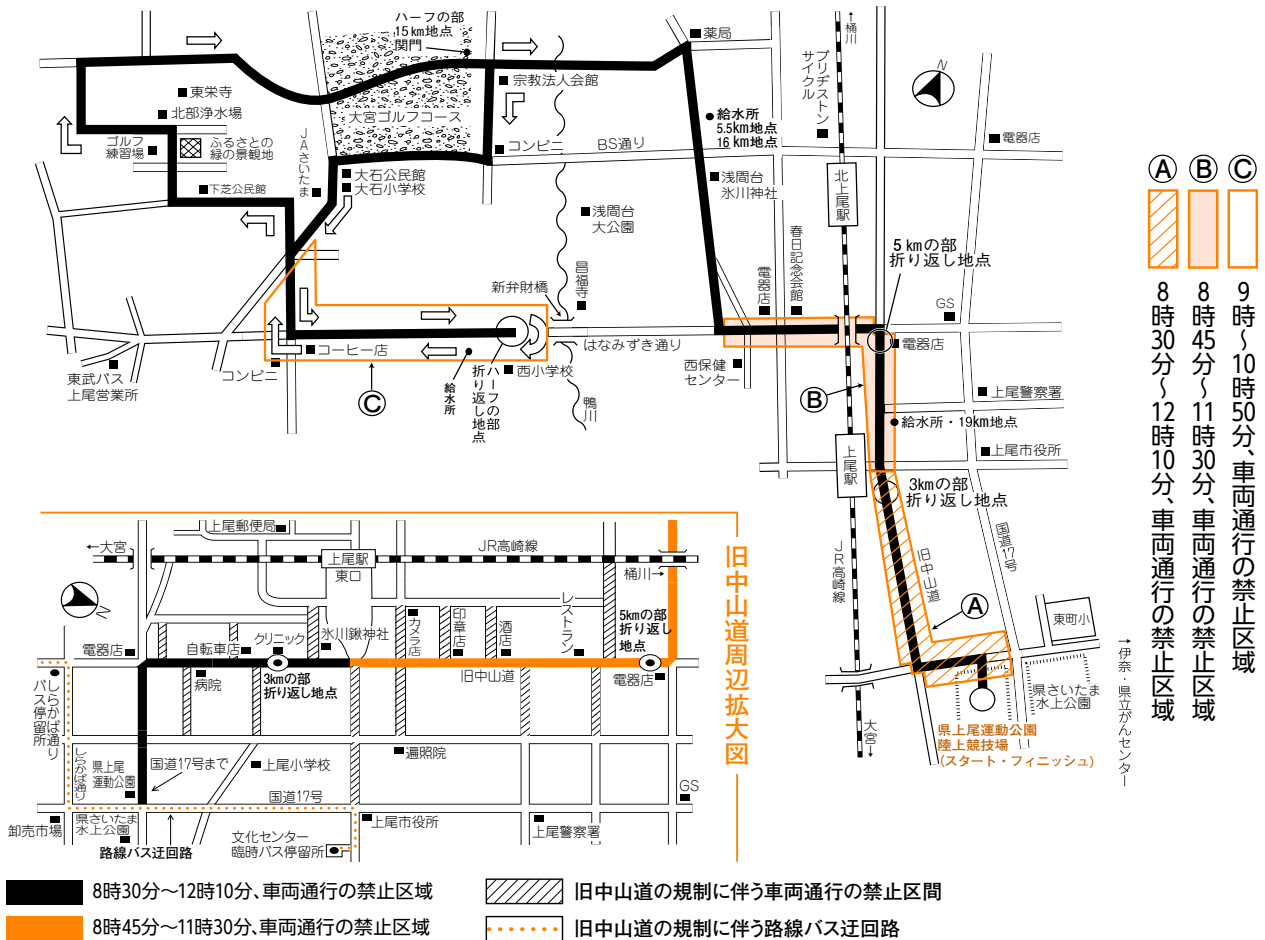 ハーフの部
15km地点
関門
薬局
↑桶川
ブリヂストン
サイクル
N
東栄寺
北部浄水場
宗教法人会館
大宮ゴルフコース
給水所
5.5km地点
16km地点
ゴルフ
練習場
ふるさとの
緑の景観地
JAさいたま
コンビニ
BS通り
電器店
大石公民館
大石小学校
下芝公民館
浅間台
氷川神社
北上尾駅
浅間台
大公園
春日記念会館
5kmの部
折り返し地点
昌福寺
電器店
新弁財橋
GS
はなみずき通り
電器店
コーヒー店
コンビニ
東武バス
上尾営業所
給水所
ハーフの部
折り返し地点
西小学校
西保健
センター
鴨川
Ⓒ
Ⓑ
上尾警察署
給水所・19km地点
上尾駅
上尾市役所
3kmの部
折り返し地点
国道17号
JR高崎線
旧中山道
Ⓐ
東町小
県さいたま
水上公園
↑伊奈・県立がんセンター
大宮↓
県上尾運動公園
陸上競技場
(スタート・フィニッシュ)
Ⓐ
8時30分〜12時10分、車両通行の禁止区域
Ⓑ
8時45分〜11時30分、車両通行の禁止区域
Ⓒ
9時〜10時50分、車両通行の禁止区域
旧中山道周辺拡大図
上尾郵便局
←大宮
上尾駅
東口
JR高崎線
桶川→
N
電器店
自転車店
クリニック
氷川鍬神社
カメラ店
印章店
酒店
レストラン
5kmの部
折り返し
地点
病院
3kmの部
折り返し地点
旧中山道
電器店
しらかば通り
バス停留所
しらかば通り
県上尾
運動公園
国道17号まで
上尾小学校
遍照院
GS
国道17号
卸売市場
県さいたま
水上公園
上尾市役所
上尾警察署
文化センター
臨時バス停留所
路線バス迂回路
8時30分〜12時10分、車両通行の禁止区域
旧中山道の規制に伴う車両通行の禁止区間
8時45分〜11時30分、車両通行の禁止区域
旧中山道の規制に伴う路線バス迂回路